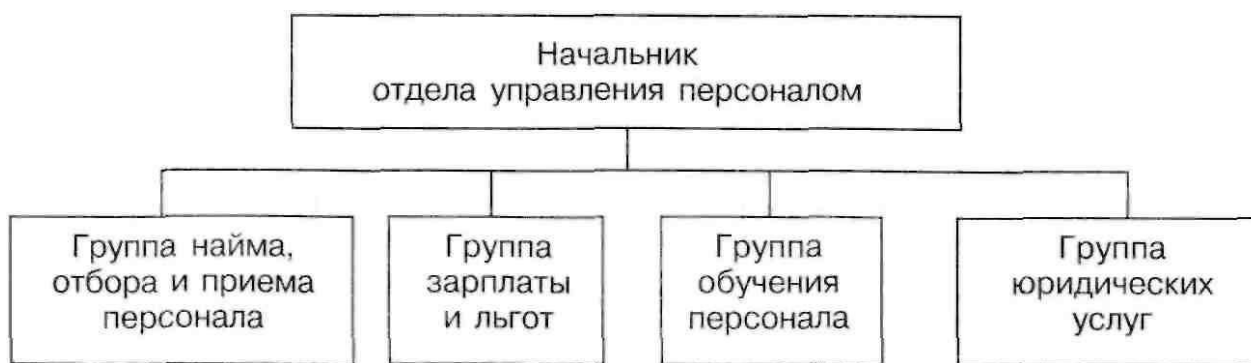 Начальник
отдела управления персоналом
Группа найма,
отбора и приема
персонала
Группа
зарплаты
и льгот
Группа
обучения
персонала
Группа
юридических
услуг